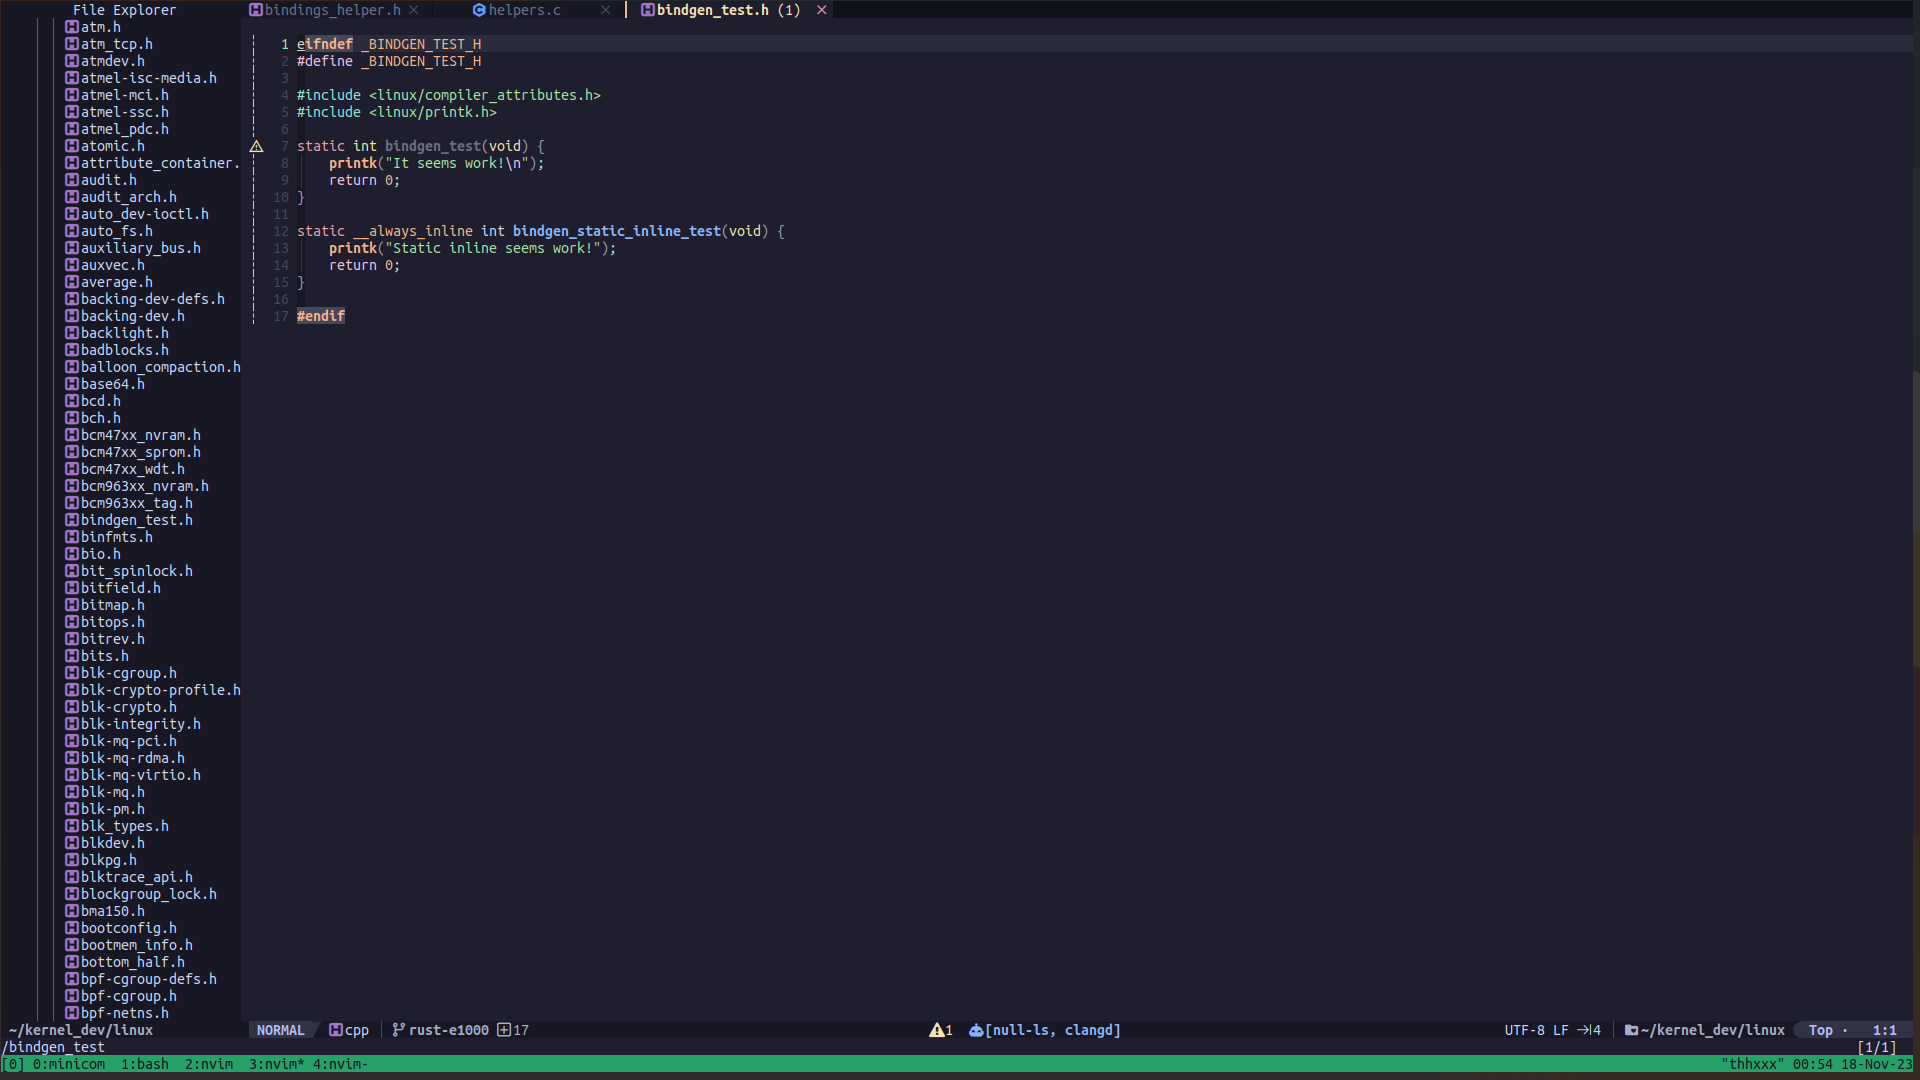 File Explorer
bindings_helper.h
helpers.c
bindgen_test.h (1)
atm.h
atm_tcp.h
atmdev.h
atmel-isc-media.h
atmel-mci.h
atmel-ssc.h
atmel_pdc.h
atomic.h
attribute_container.
audit.h
audit_arch.h
auto_dev-ioctl.h
auto_fs.h
auxiliary_bus.h
auxvec.h
average.h
backing-dev-defs.h
backing-dev.h
backlight.h
badblocks.h
balloon_compaction.h
base64.h
bcd.h
bch.h
bcm47xx_nvram.h
bcm47xx_sprom.h
bcm47xx_wdt.h
bcm963xx_nvram.h
bcm963xx_tag.h
bindgen_test.h
binfmts.h
bio.h
bit_spinlock.h
bitfield.h
bitmap.h
bitops.h
bitrev.h
bits.h
blk-cgroup.h
blk-crypto-profile.h
blk-crypto.h
blk-integrity.h
blk-mq-pci.h
blk-mq-rdma.h
blk-mq-virtio.h
blk-mq.h
blk-pm.h
blk_types.h
blkdev.h
blkpg.h
blktrace_api.h
blockgroup_lock.h
bma150.h
bootconfig.h
bootmem_info.h
bottom_half.h
bpf-cgroup-defs.h
bpf-cgroup.h
bpf-netns.h
1 eifndef _BINDGEN_TEST_H
2 #define _BINDGEN_TEST_H
3
4 #include <linux/compiler_attributes.h>
5 #include <linux/printk.h>
6
7 static int bindgen_test(void) {
8 printk("It seems work!\n");
9 return 0;
10 }
11
12 static __always_inline int bindgen_static_inline_test(void) {
13 printk("Static inline seems work!");
14 return 0;
15 }
16
17 #endif
~/kernel_dev/linux NORMAL cpp rust-e1000 17 1 [null-ls, clangd] UTF-8 LF 4 ~/kernel_dev/linux Top · 1:1
/bindgen_test [1/1]
[0] 0:minicom 1:bash 2:nvim 3:nvim* 4:nvim- "thhxxx" 00:54 18-Nov-23